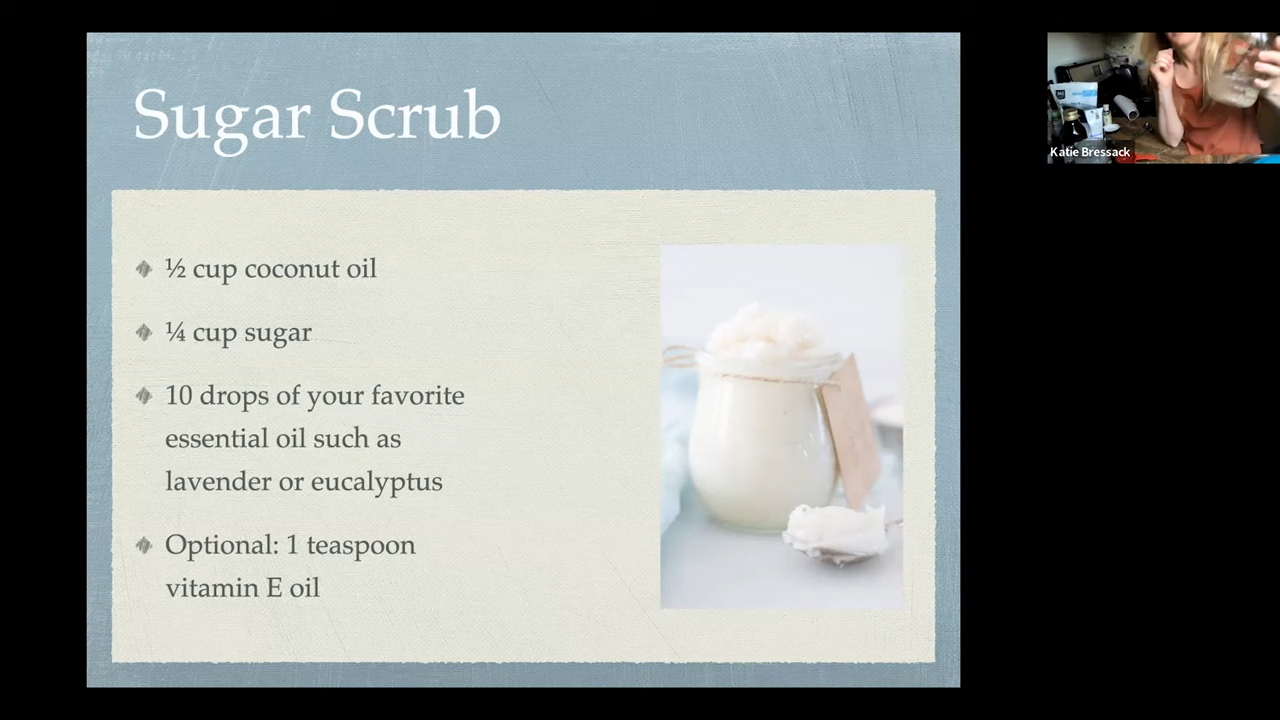 Sugar Scrub
½ cup coconut oil
¼ cup sugar
10 drops of your favorite
essential oil such as
lavender or eucalyptus
Optional: 1 teaspoon
vitamin E oil
Katie Bressack